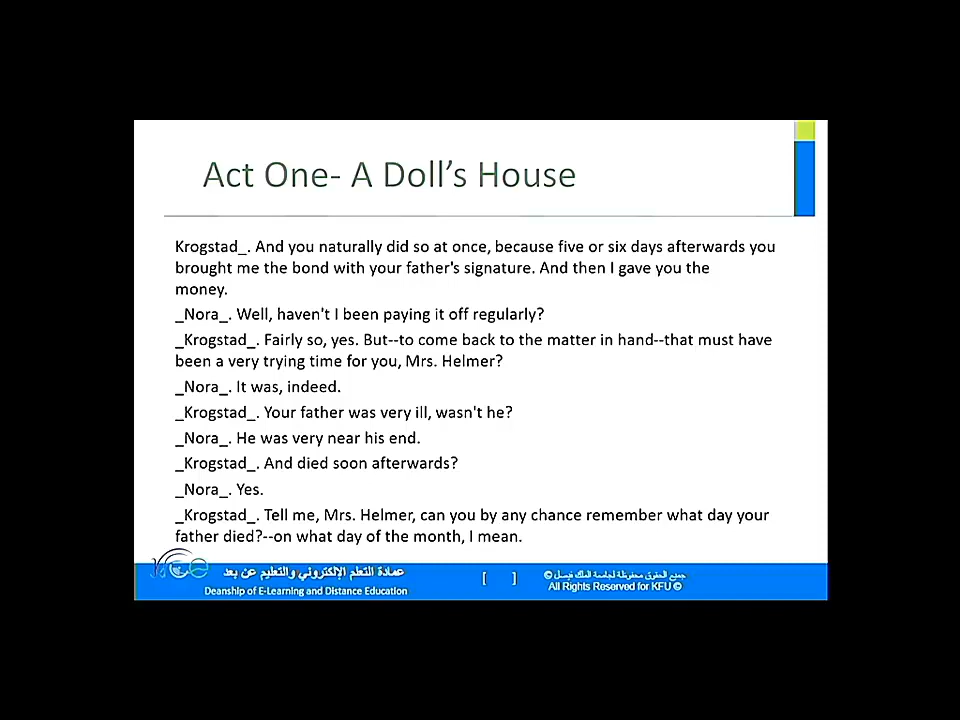 Act One- A Doll’s House
Krogstad_. And you naturally did so at once, because five or six days afterwards you
brought me the bond with your father's signature. And then I gave you the
money.
_Nora_. Well, haven't I been paying it off regularly?
_Krogstad_. Fairly so, yes. But--to come back to the matter in hand--that must have
been a very trying time for you, Mrs. Helmer?
_Nora_. It was, indeed.
_Krogstad_. Your father was very ill, wasn't he?
_Nora_. He was very near his end.
_Krogstad_. And died soon afterwards?
_Nora_. Yes.
_Krogstad_. Tell me, Mrs. Helmer, can you by any chance remember what day your
father died?--on what day of the month, I mean.
عمادة التعلم الإلكتروني والتعليم عن بعد
Deanship of E-Learning and Distance Education
[ ]
جميع الحقوق محفوظة لجامعة الملك فيصل ©
All Rights Reserved for KFU ©